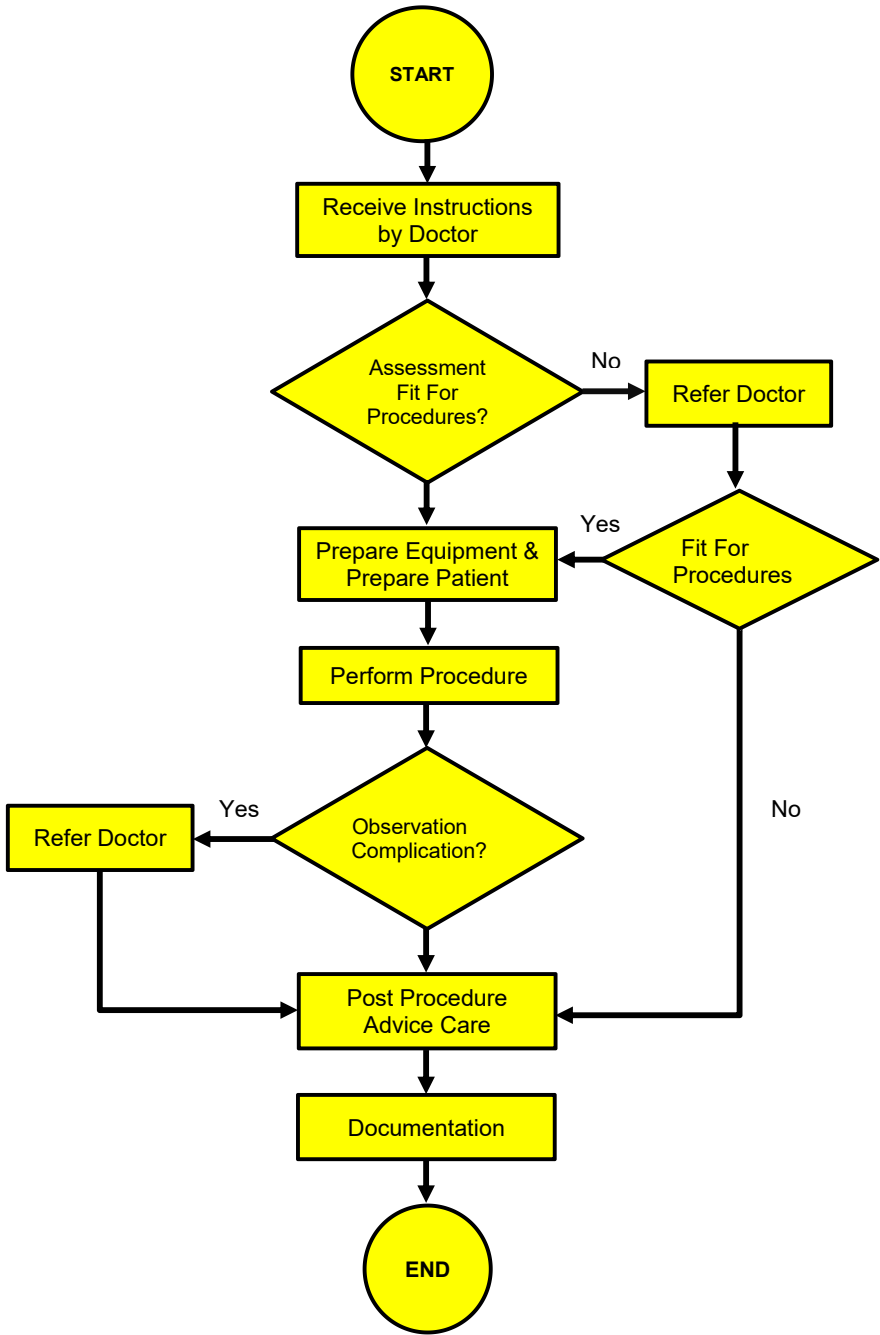 START
Receive Instructions
by Doctor
Assessment
Fit For
Procedures?
No
Refer Doctor
Yes
Fit For
Procedures
Prepare Equipment &
Prepare Patient
Perform Procedure
Yes
Refer Doctor
Observation
Complication?
No
Post Procedure
Advice Care
Documentation
END